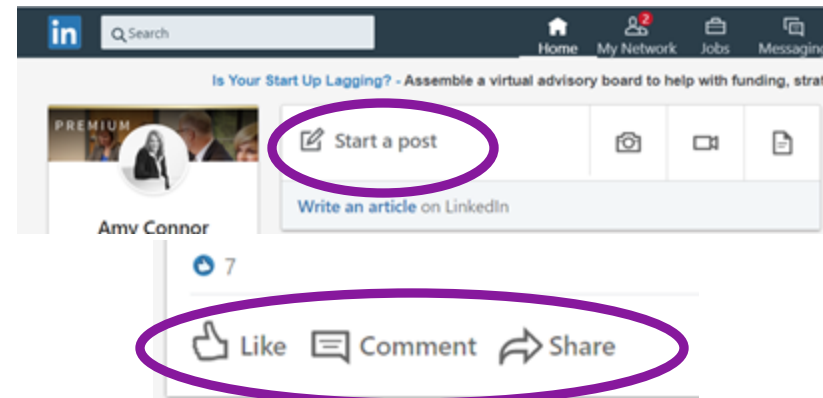 in Search
2
Home My Network Jobs Messaging
Is Your Start Up Lagging? - Assemble a virtual advisory board to help with funding, strat
PREMIUM
Start a post
Write an article on LinkedIn
Amy Connor
7
Like Comment Share